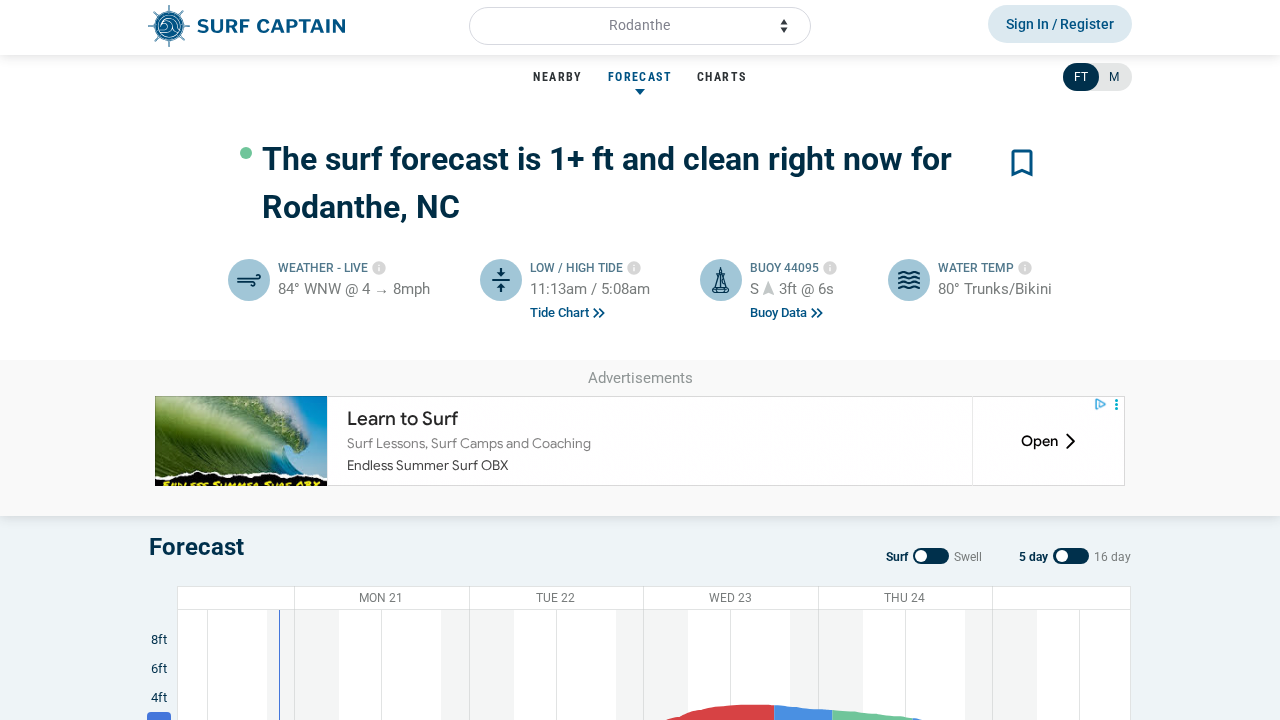 SURF CAPTAIN
Rodanthe
Sign In / Register
NEARBY FORECAST CHARTS
FT M
The surf forecast is 1+ ft and clean right now for
Rodanthe, NC
WEATHER - LIVE
84° WNW @ 4 → 8mph
LOW / HIGH TIDE
11:13am / 5:08am
Tide Chart
BUOY 44095
S 3ft @ 6s
Buoy Data
WATER TEMP
80° Trunks/Bikini
Advertisements
Learn to Surf
Surf Lessons, Surf Camps and Coaching
Endless Summer Surf OBX
Endless Summer Surf OBX
Open
Forecast
Surf Swell
5 day 16 day
MON 21 TUE 22 WED 23 THU 24
8ft
6ft
4ft